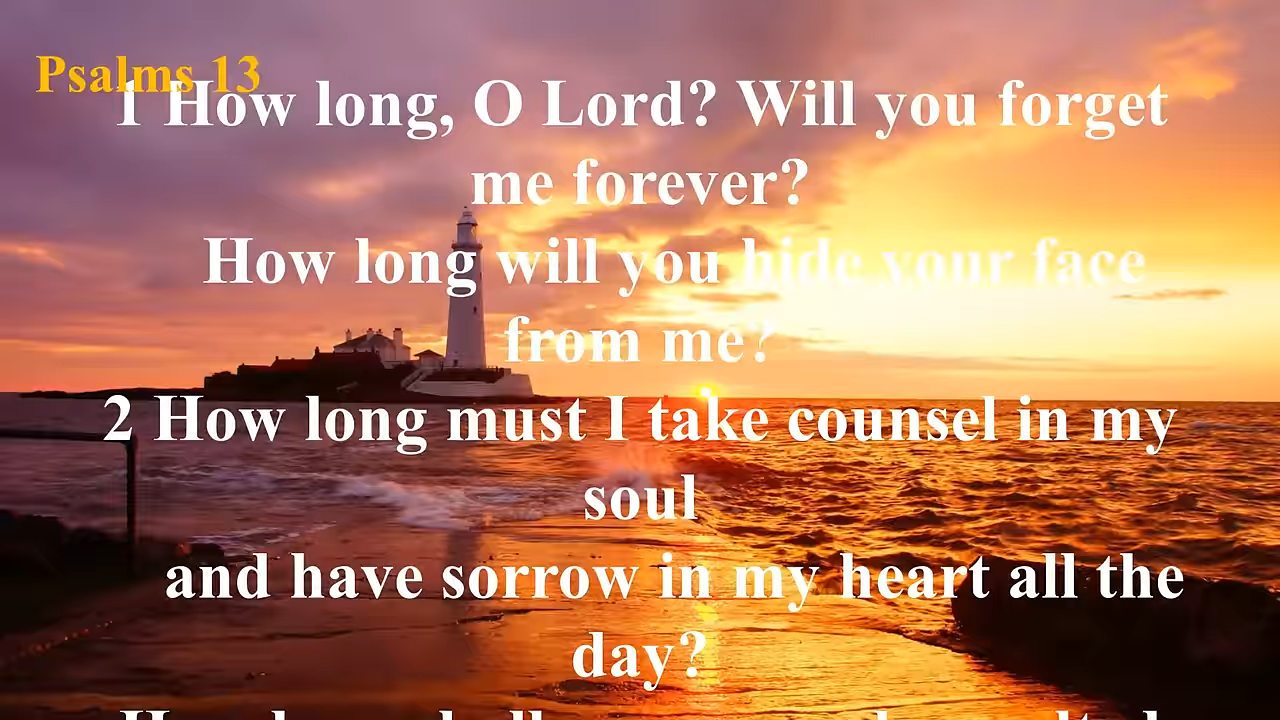 Psalms 13
1 How long, O Lord? Will you forget
me forever?
How long will you hide your face
from me?
2 How long must I take counsel in my
soul
and have sorrow in my heart all the
day?